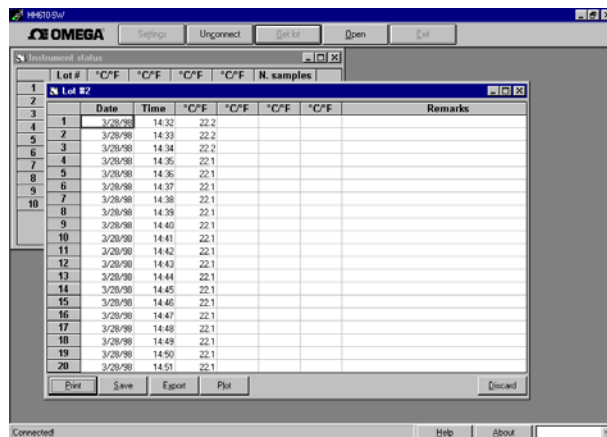 HH610-SW
OMEGA
Settings Unconnect Get lot Open Exit
Instrument status
Lot # °C/°F °C/°F °C/°F °C/°F N. samples
1
2
3
4
5
6
7
8
9
10
Lot #2
Date Time °C/°F °C/°F °C/°F °C/°F Remarks
1 3/28/98 14:32 22.2
2 3/28/98 14:33 22.2
3 3/28/98 14:34 22.2
4 3/28/98 14:35 22.1
5 3/28/98 14:36 22.1
6 3/28/98 14:37 22.1
7 3/28/98 14:38 22.1
8 3/28/98 14:39 22.1
9 3/28/98 14:40 22.1
10 3/28/98 14:41 22.1
11 3/28/98 14:42 22.1
12 3/28/98 14:43 22.1
13 3/28/98 14:44 22.1
14 3/28/98 14:45 22.1
15 3/28/98 14:46 22.1
16 3/28/98 14:47 22.1
17 3/28/98 14:48 22.1
18 3/28/98 14:49 22.1
19 3/28/98 14:50 22.1
20 3/28/98 14:51 22.1
Print Save Export Plot Discard
Connected! Help About